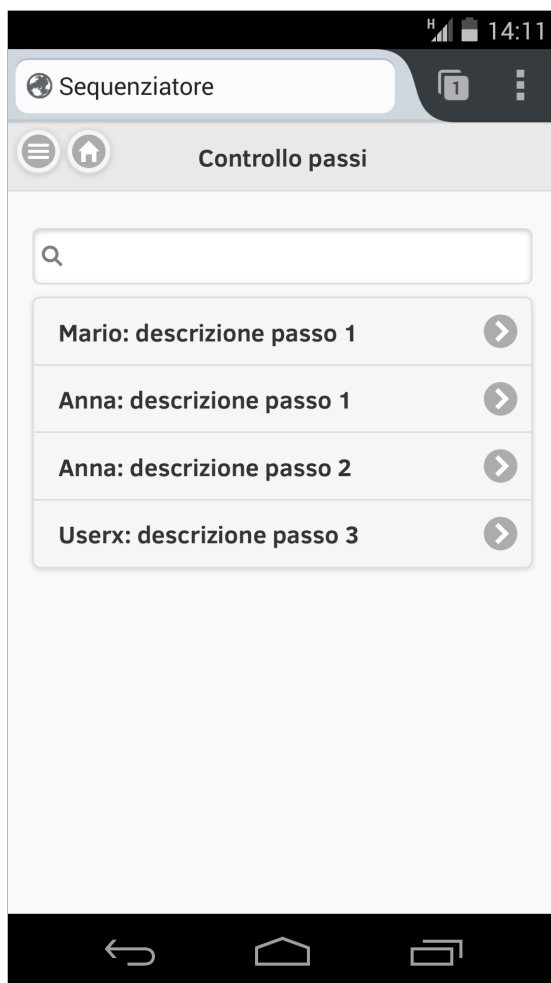 H 14:11
Sequenziatore 1
Controllo passi
Mario: descrizione passo 1
Anna: descrizione passo 1
Anna: descrizione passo 2
Userx: descrizione passo 3